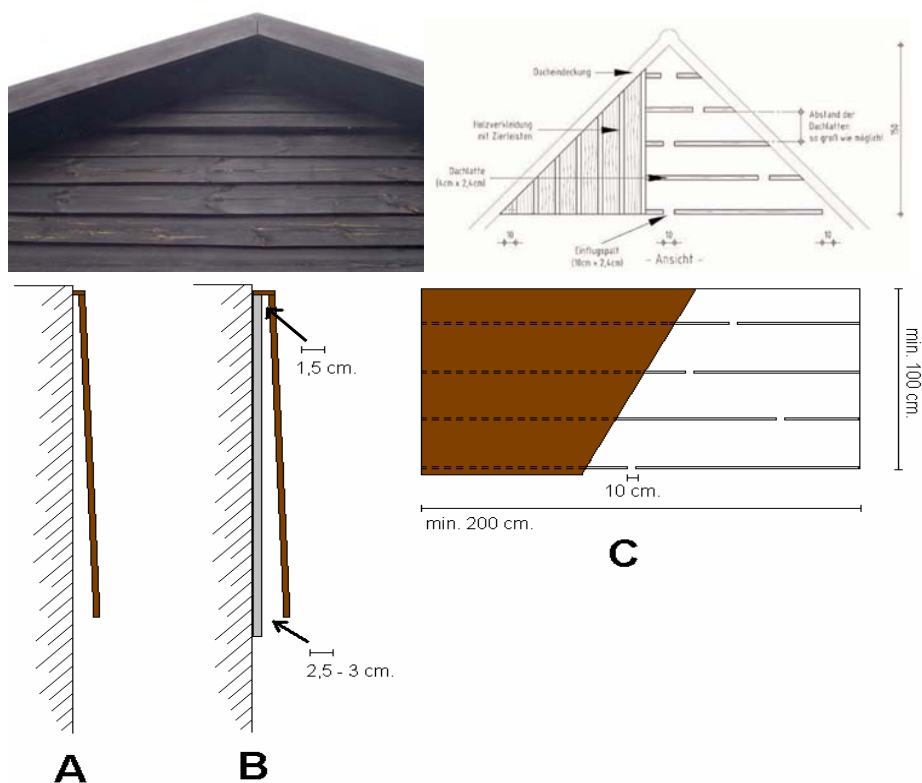 Dacheindeckung
Holzverkleidung
mit Zierleisten
Dachlatte
(4cm x 2,4cm)
Einflugspalt
(10cm x 2,4cm)
Abstand der
Dachlatten
so groß wie möglich!
150
10
10
10
- Ansicht -
1,5 cm.
2,5 - 3 cm.
A
B
10 cm.
min. 200 cm.
min. 100 cm.
C